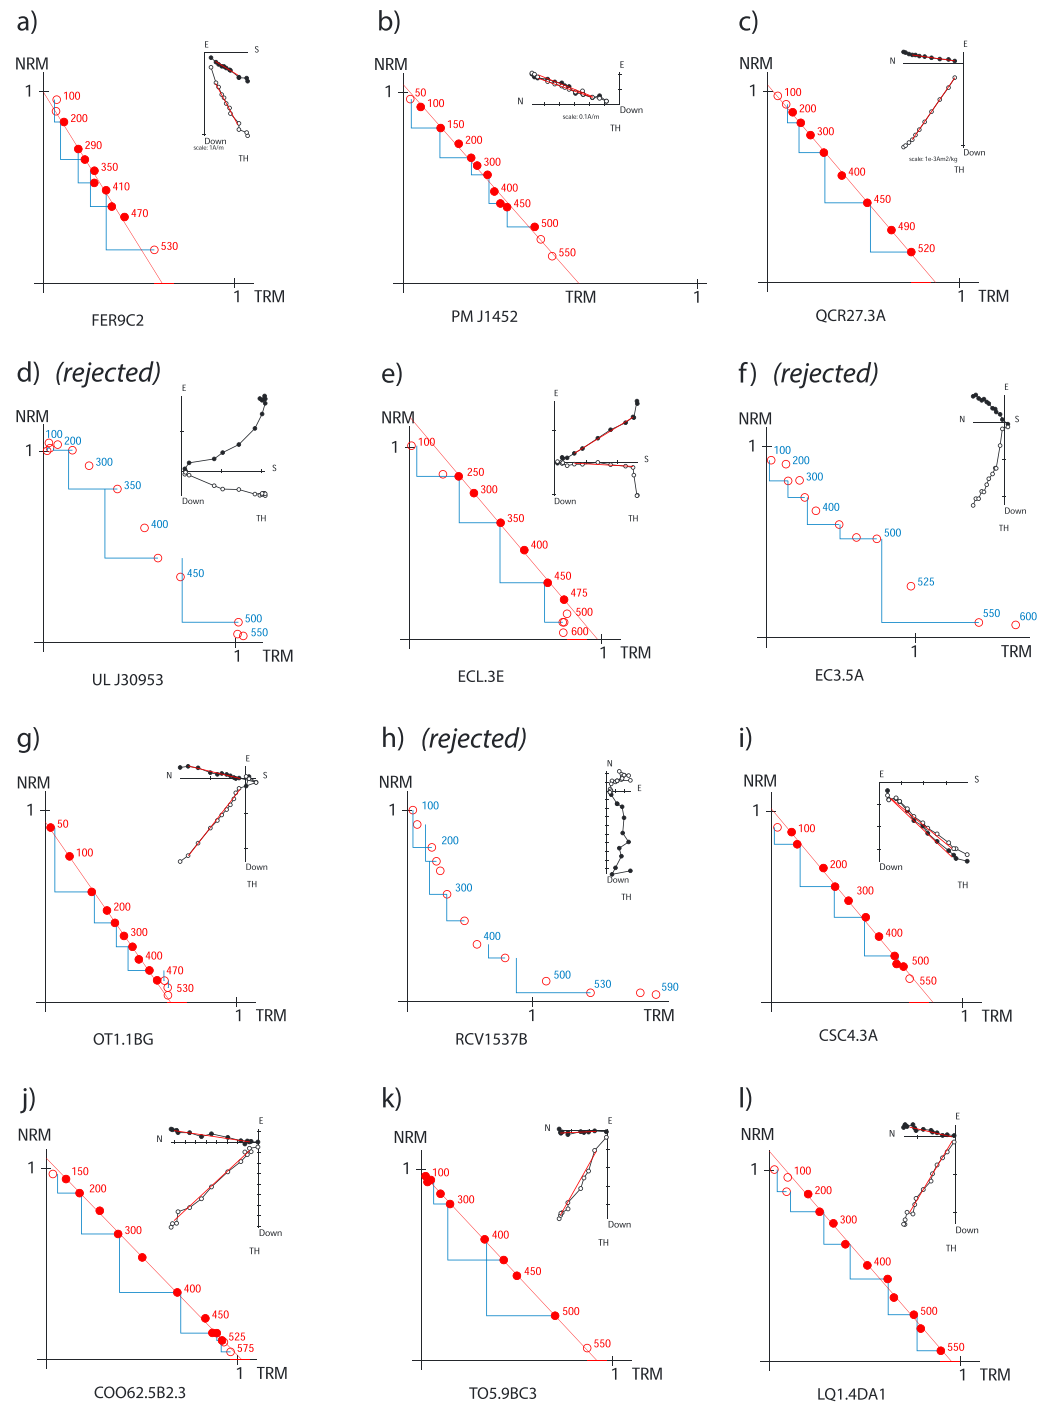 a)
NRM
1
100
200
290
350
410
470
530
1
TRM
E
S
Down
scale: 1A/m
TH
FER9C2
b)
NRM
1
50
100
150
200
300
400
450
500
550
TRM
1
N
E
Down
scale: 0.1A/m
TH
PM J1452
c)
NRM
1
100
200
300
400
450
490
520
1
TRM
N
E
Down
scale: 1e-3Am2/kg
TH
QCR27.3A
d) (rejected)
NRM
1
100
200
300
350
400
450
500
550
1
TRM
E
S
Down
TH
UL J30953
e)
NRM
1
100
250
300
350
400
450
475
500
600
1
TRM
E
S
Down
TH
ECL.3E
f) (rejected)
NRM
1
100
200
300
400
500
525
550
600
1
TRM
E
N
S
Down
TH
EC3.5A
g)
NRM
1
50
100
200
300
400
470
530
1
TRM
E
S
N
Down
TH
OT1.1BG
h) (rejected)
NRM
1
100
200
300
400
500
530
590
1
TRM
N
E
Down
TH
RCV1537B
i)
NRM
1
100
200
300
400
500
550
1
TRM
E
S
Down
TH
CSC4.3A
j)
NRM
1
150
200
300
400
450
525
575
1
TRM
N
E
Down
TH
COO62.5B2.3
k)
NRM
1
100
300
400
450
500
550
1
TRM
N
E
Down
TH
TO5.9BC3
l)
NRM
1
100
200
300
400
500
550
1
TRM
N
E
Down
TH
LQ1.4DA1